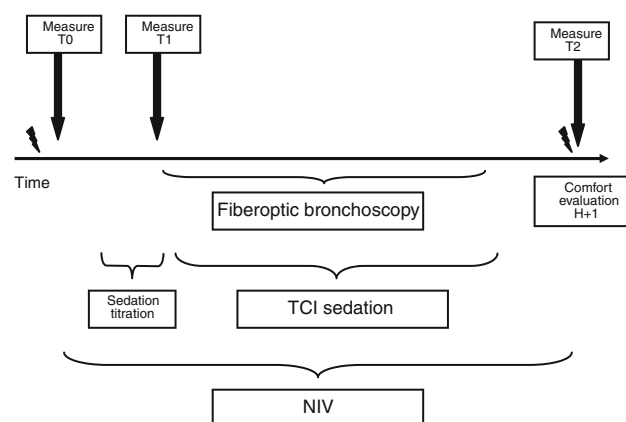 Measure
T0
Measure
T1
Measure
T2
Time
Comfort
evaluation
H+1
Fiberoptic bronchoscopy
Sedation
titration
TCI sedation
NIV